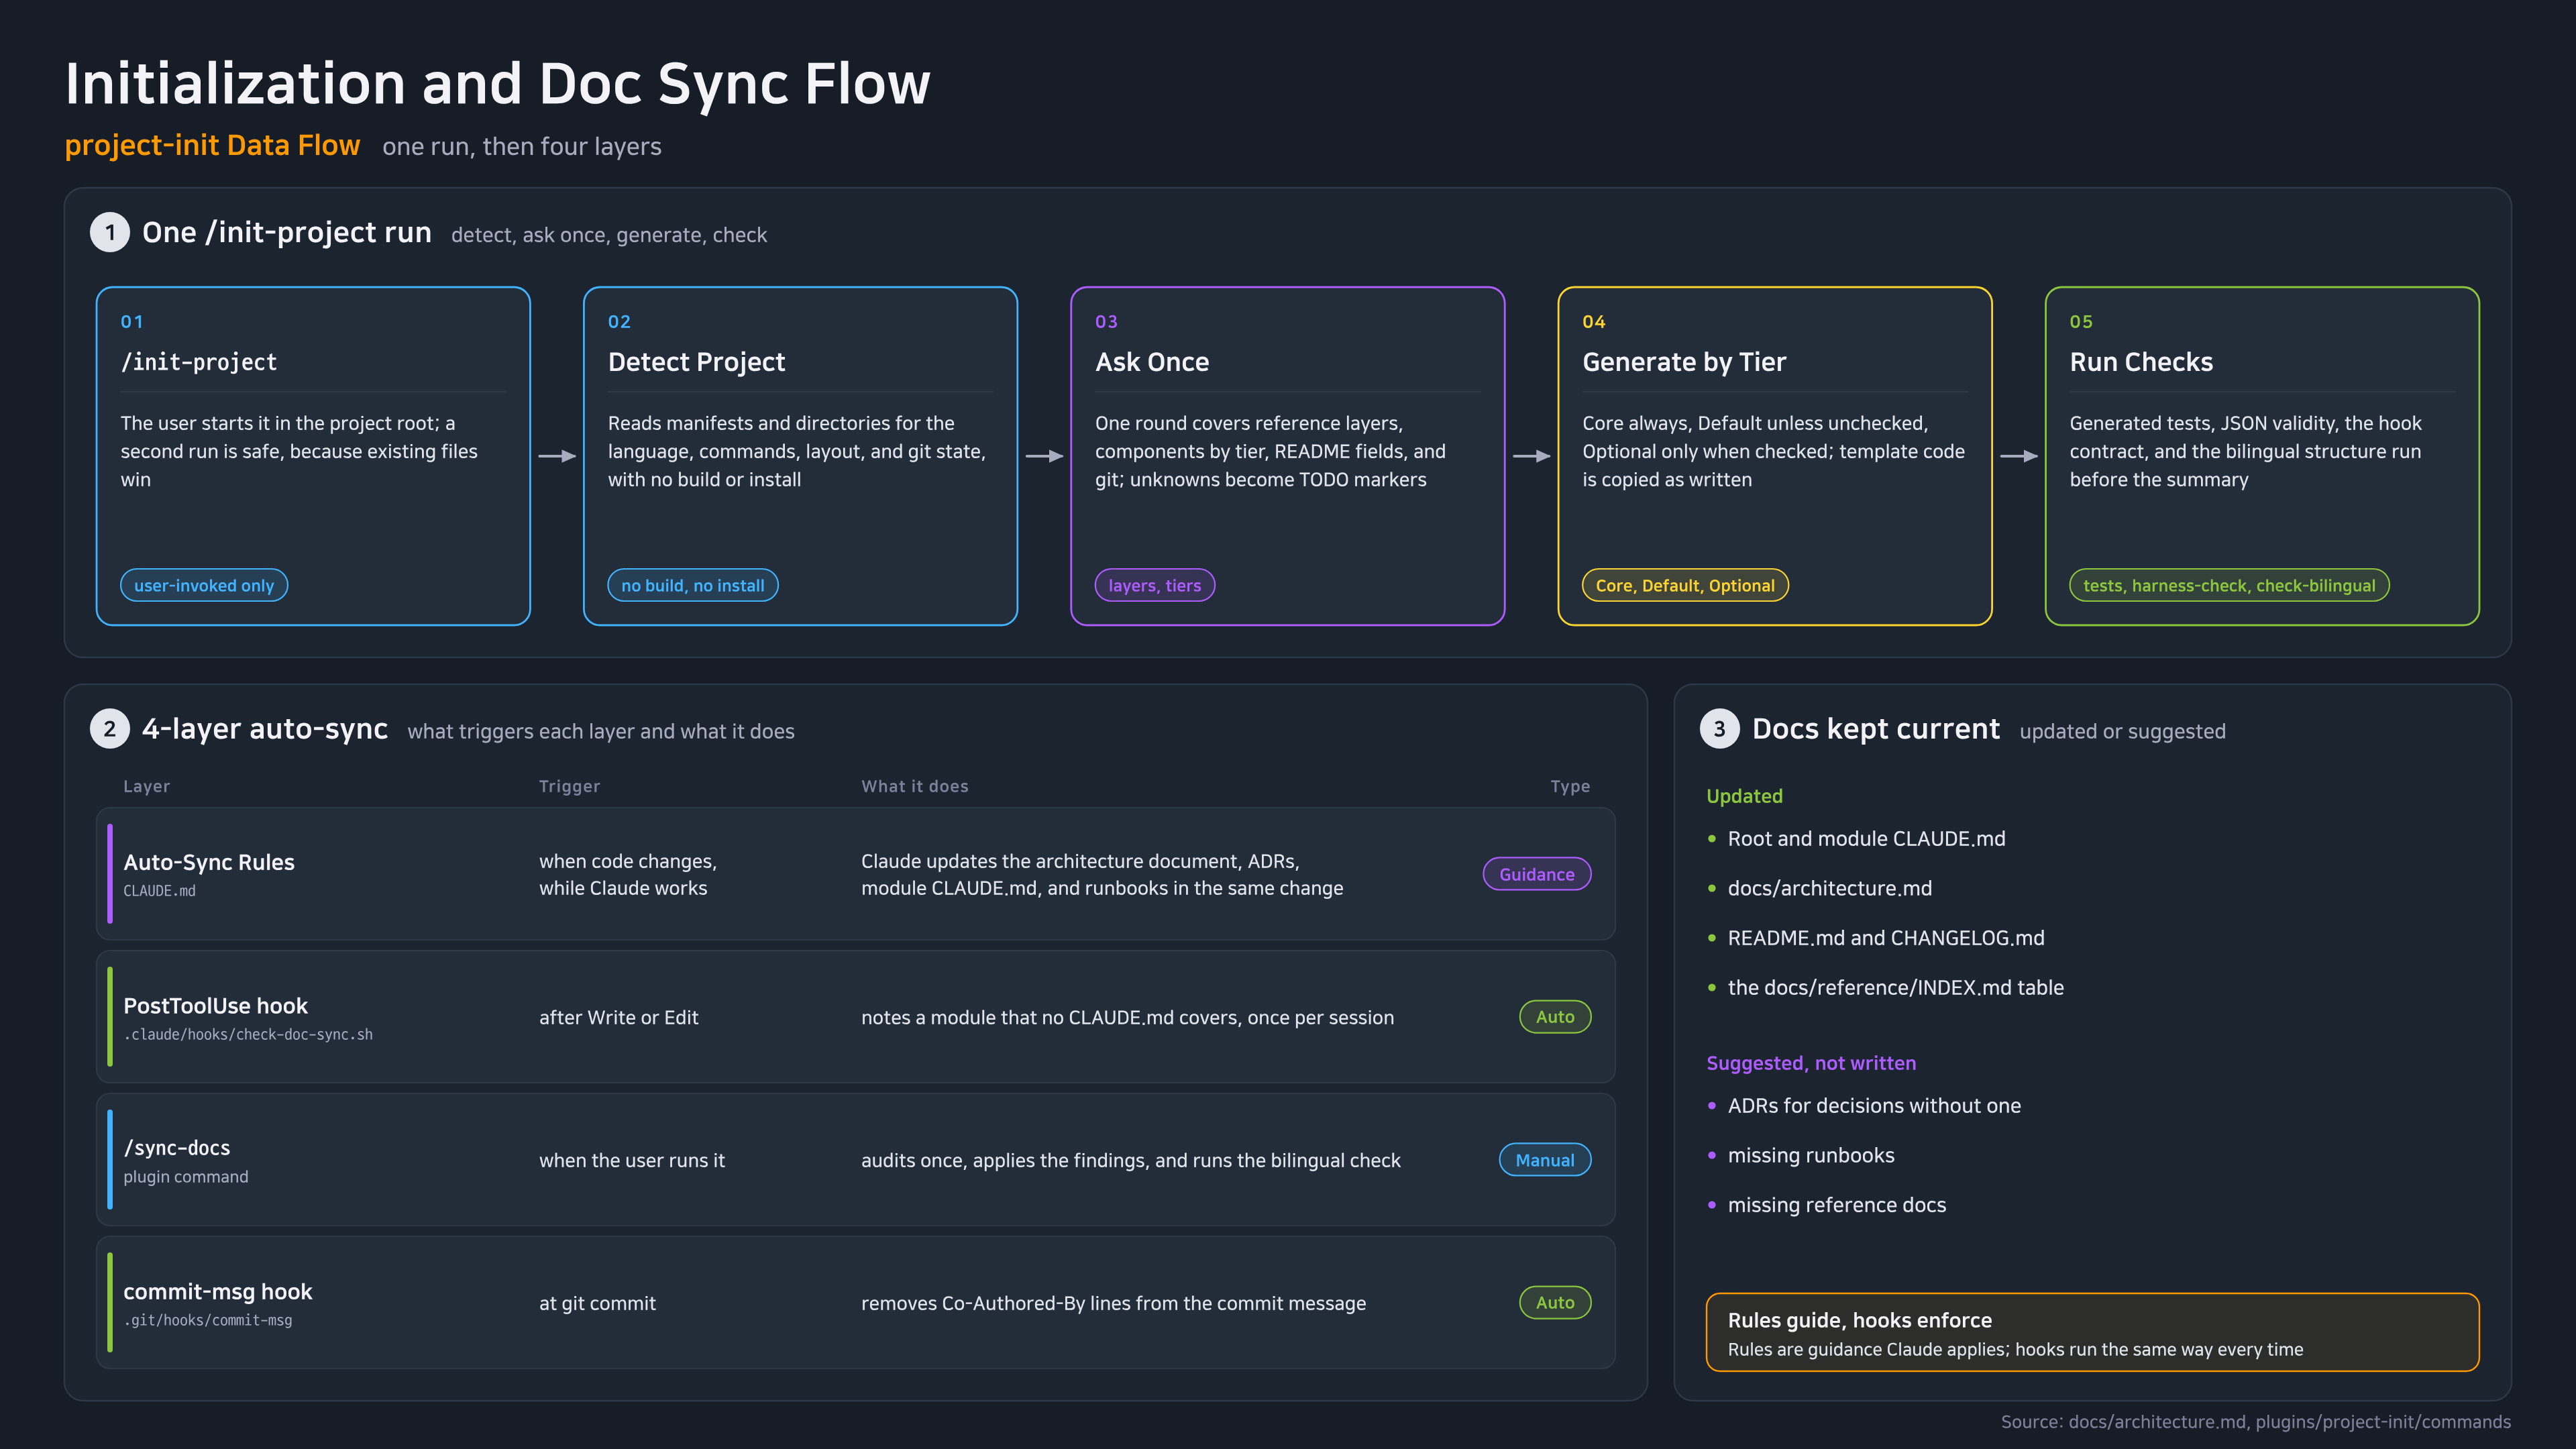 Initialization and Doc Sync Flow
project-init Data Flow one run, then four layers
1 One /init-project run detect, ask once, generate, check
01
/init-project
The user starts it in the project root; a
second run is safe, because existing files
win
user-invoked only
02
Detect Project
Reads manifests and directories for the
language, commands, layout, and git state,
with no build or install
no build, no install
03
Ask Once
One round covers reference layers,
components by tier, README fields, and
git; unknowns become TODO markers
layers, tiers
04
Generate by Tier
Core always, Default unless unchecked,
Optional only when checked; template code
is copied as written
Core, Default, Optional
05
Run Checks
Generated tests, JSON validity, the hook
contract, and the bilingual structure run
before the summary
tests, harness-check, check-bilingual
2 4-layer auto-sync what triggers each layer and what it does
Layer Trigger What it does Type
Auto-Sync Rules
CLAUDE.md
when code changes,
while Claude works
Claude updates the architecture document, ADRs,
module CLAUDE.md, and runbooks in the same change
Guidance
PostToolUse hook
.claude/hooks/check-doc-sync.sh
after Write or Edit
notes a module that no CLAUDE.md covers, once per session
Auto
/sync-docs
plugin command
when the user runs it
audits once, applies the findings, and runs the bilingual check
Manual
commit-msg hook
.git/hooks/commit-msg
at git commit
removes Co-Authored-By lines from the commit message
Auto
3 Docs kept current updated or suggested
Updated
• Root and module CLAUDE.md
• docs/architecture.md
• README.md and CHANGELOG.md
• the docs/reference/INDEX.md table
Suggested, not written
• ADRs for decisions without one
• missing runbooks
• missing reference docs
Rules guide, hooks enforce
Rules are guidance Claude applies; hooks run the same way every time
Source: docs/architecture.md, plugins/project-init/commands